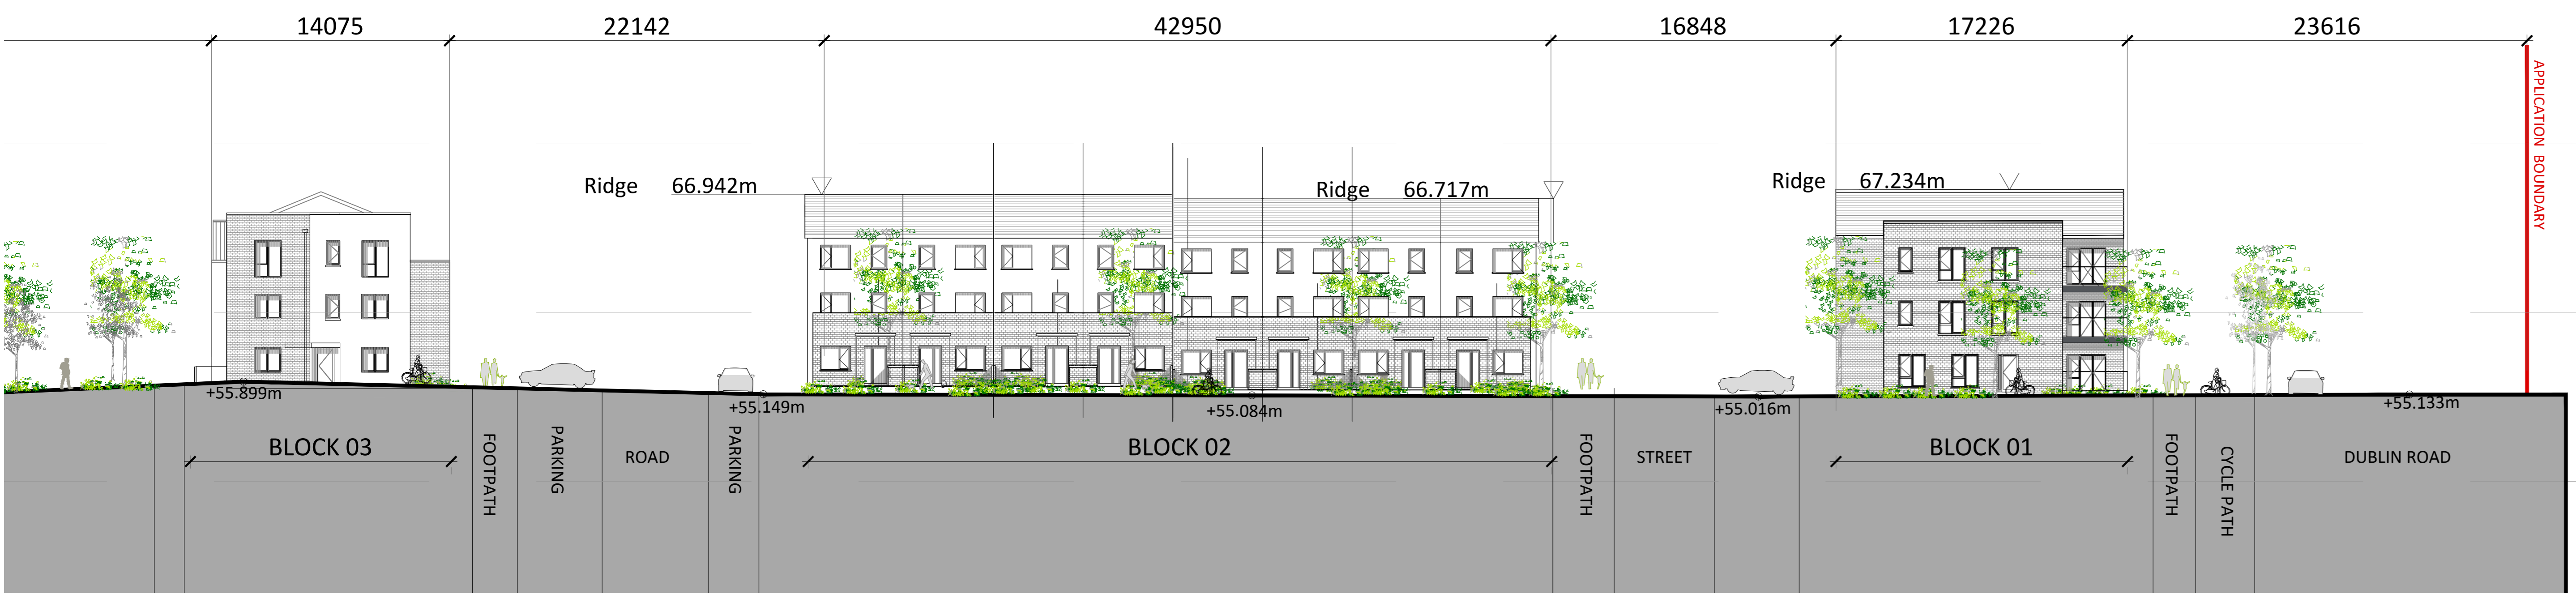 14075
22142
42950
16848
17226
23616
APPLICATION BOUNDARY
Ridge 66.942m
Ridge 66.717m
Ridge 67.234m
+55.899m
+55.149m
+55.084m
+55.016m
+55.133m
BLOCK 03
FOOTPATH
PARKING
ROAD
PARKING
BLOCK 02
FOOTPATH
STREET
BLOCK 01
FOOTPATH
CYCLE PATH
DUBLIN ROAD